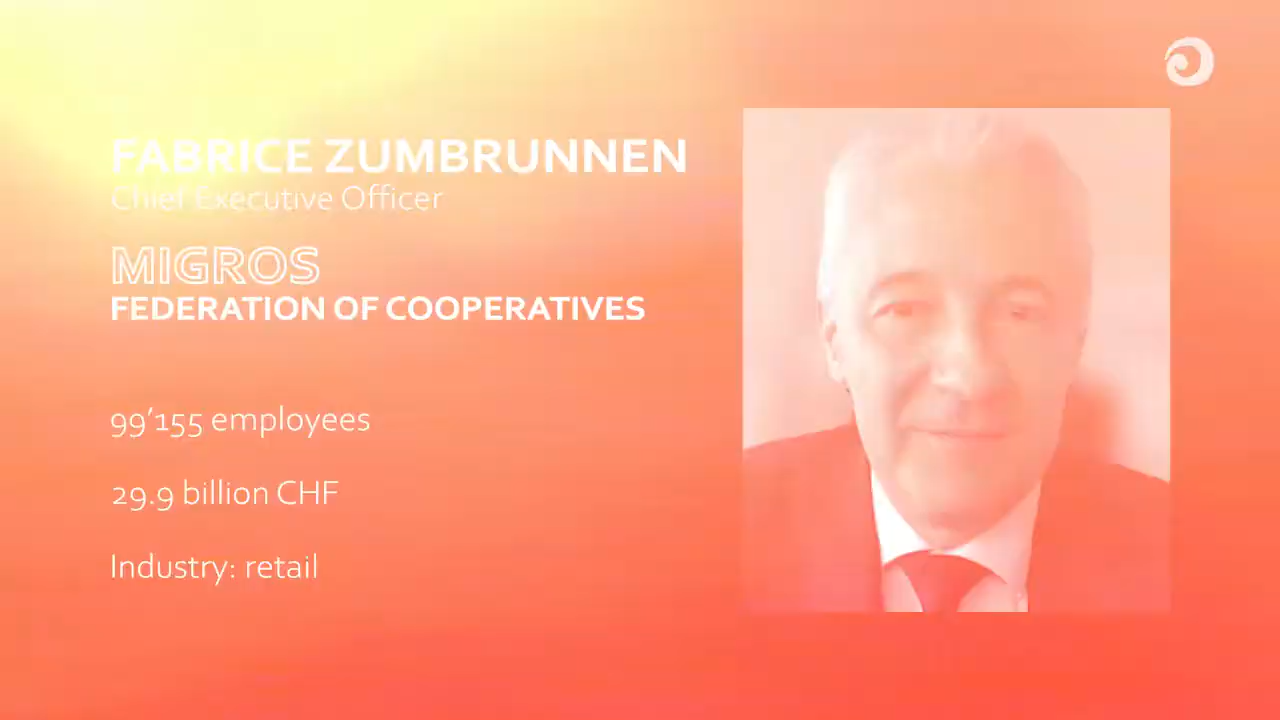 FABRICE ZUMBRUNNEN
Chief Executive Officer
MIGROS
FEDERATION OF COOPERATIVES
99’155 employees
29.9 billion CHF
Industry: retail